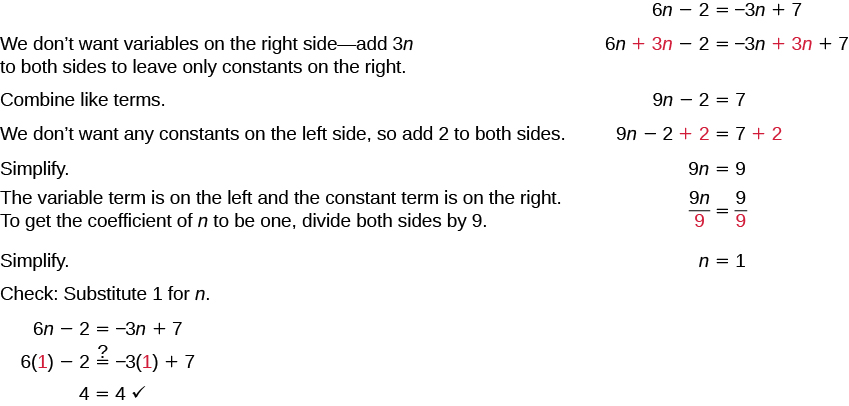 6n − 2 = −3n + 7
We don’t want variables on the right side—add 3n 6n + 3n − 2 = −3n + 3n + 7
to both sides to leave only constants on the right.
Combine like terms. 9n − 2 = 7
We don’t want any constants on the left side, so add 2 to both sides. 9n − 2 + 2 = 7 + 2
Simplify. 9n = 9
The variable term is on the left and the constant term is on the right. 9n/9 = 9/9
To get the coefficient of n to be one, divide both sides by 9.
Simplify. n = 1
Check: Substitute 1 for n.
6n − 2 = −3n + 7
6(1) − 2 ≟ −3(1) + 7
4 = 4 ✓